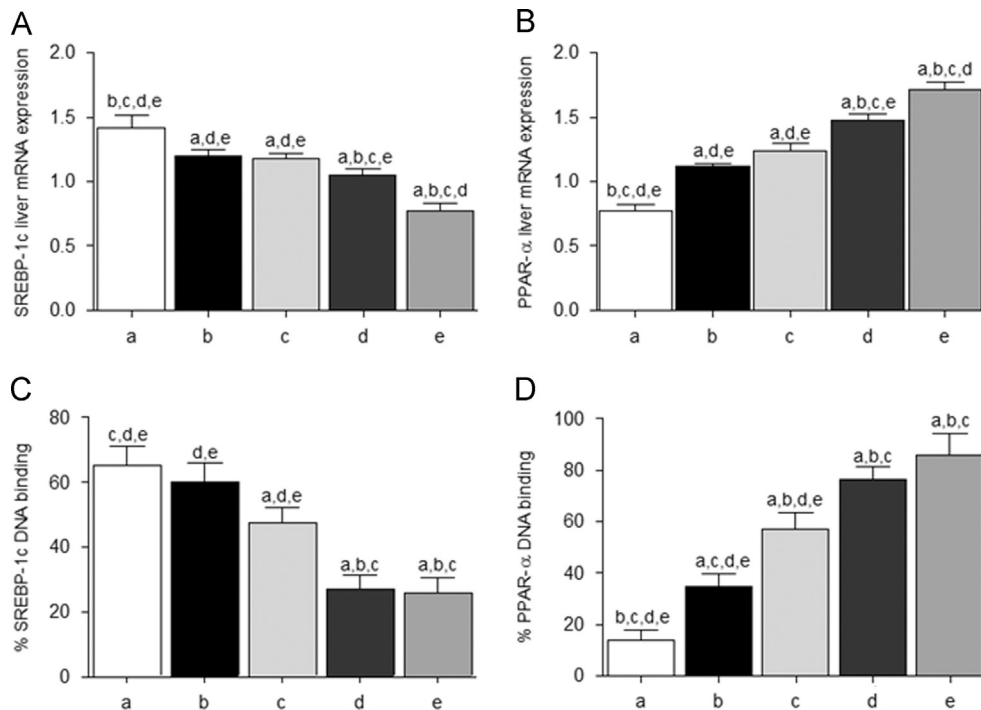 A
SREBP-1c liver mRNA expression
2.0
1.5
1.0
0.5
0.0
b,c,d,e
a,d,e
a,d,e
a,b,c,e
a,b,c,d
a b c d e
B
PPAR-α liver mRNA expression
2.0
1.5
1.0
0.5
0.0
b,c,d,e
a,d,e
a,d,e
a,b,c,e
a,b,c,d
a b c d e
C
% SREBP-1c DNA binding
80
60
40
20
0
c,d,e
d,e
a,d,e
a,b,c
a,b,c
a b c d e
D
% PPAR-α DNA binding
100
80
60
40
20
0
b,c,d,e
a,c,d,e
a,b,d,e
a,b,c
a,b,c
a b c d e